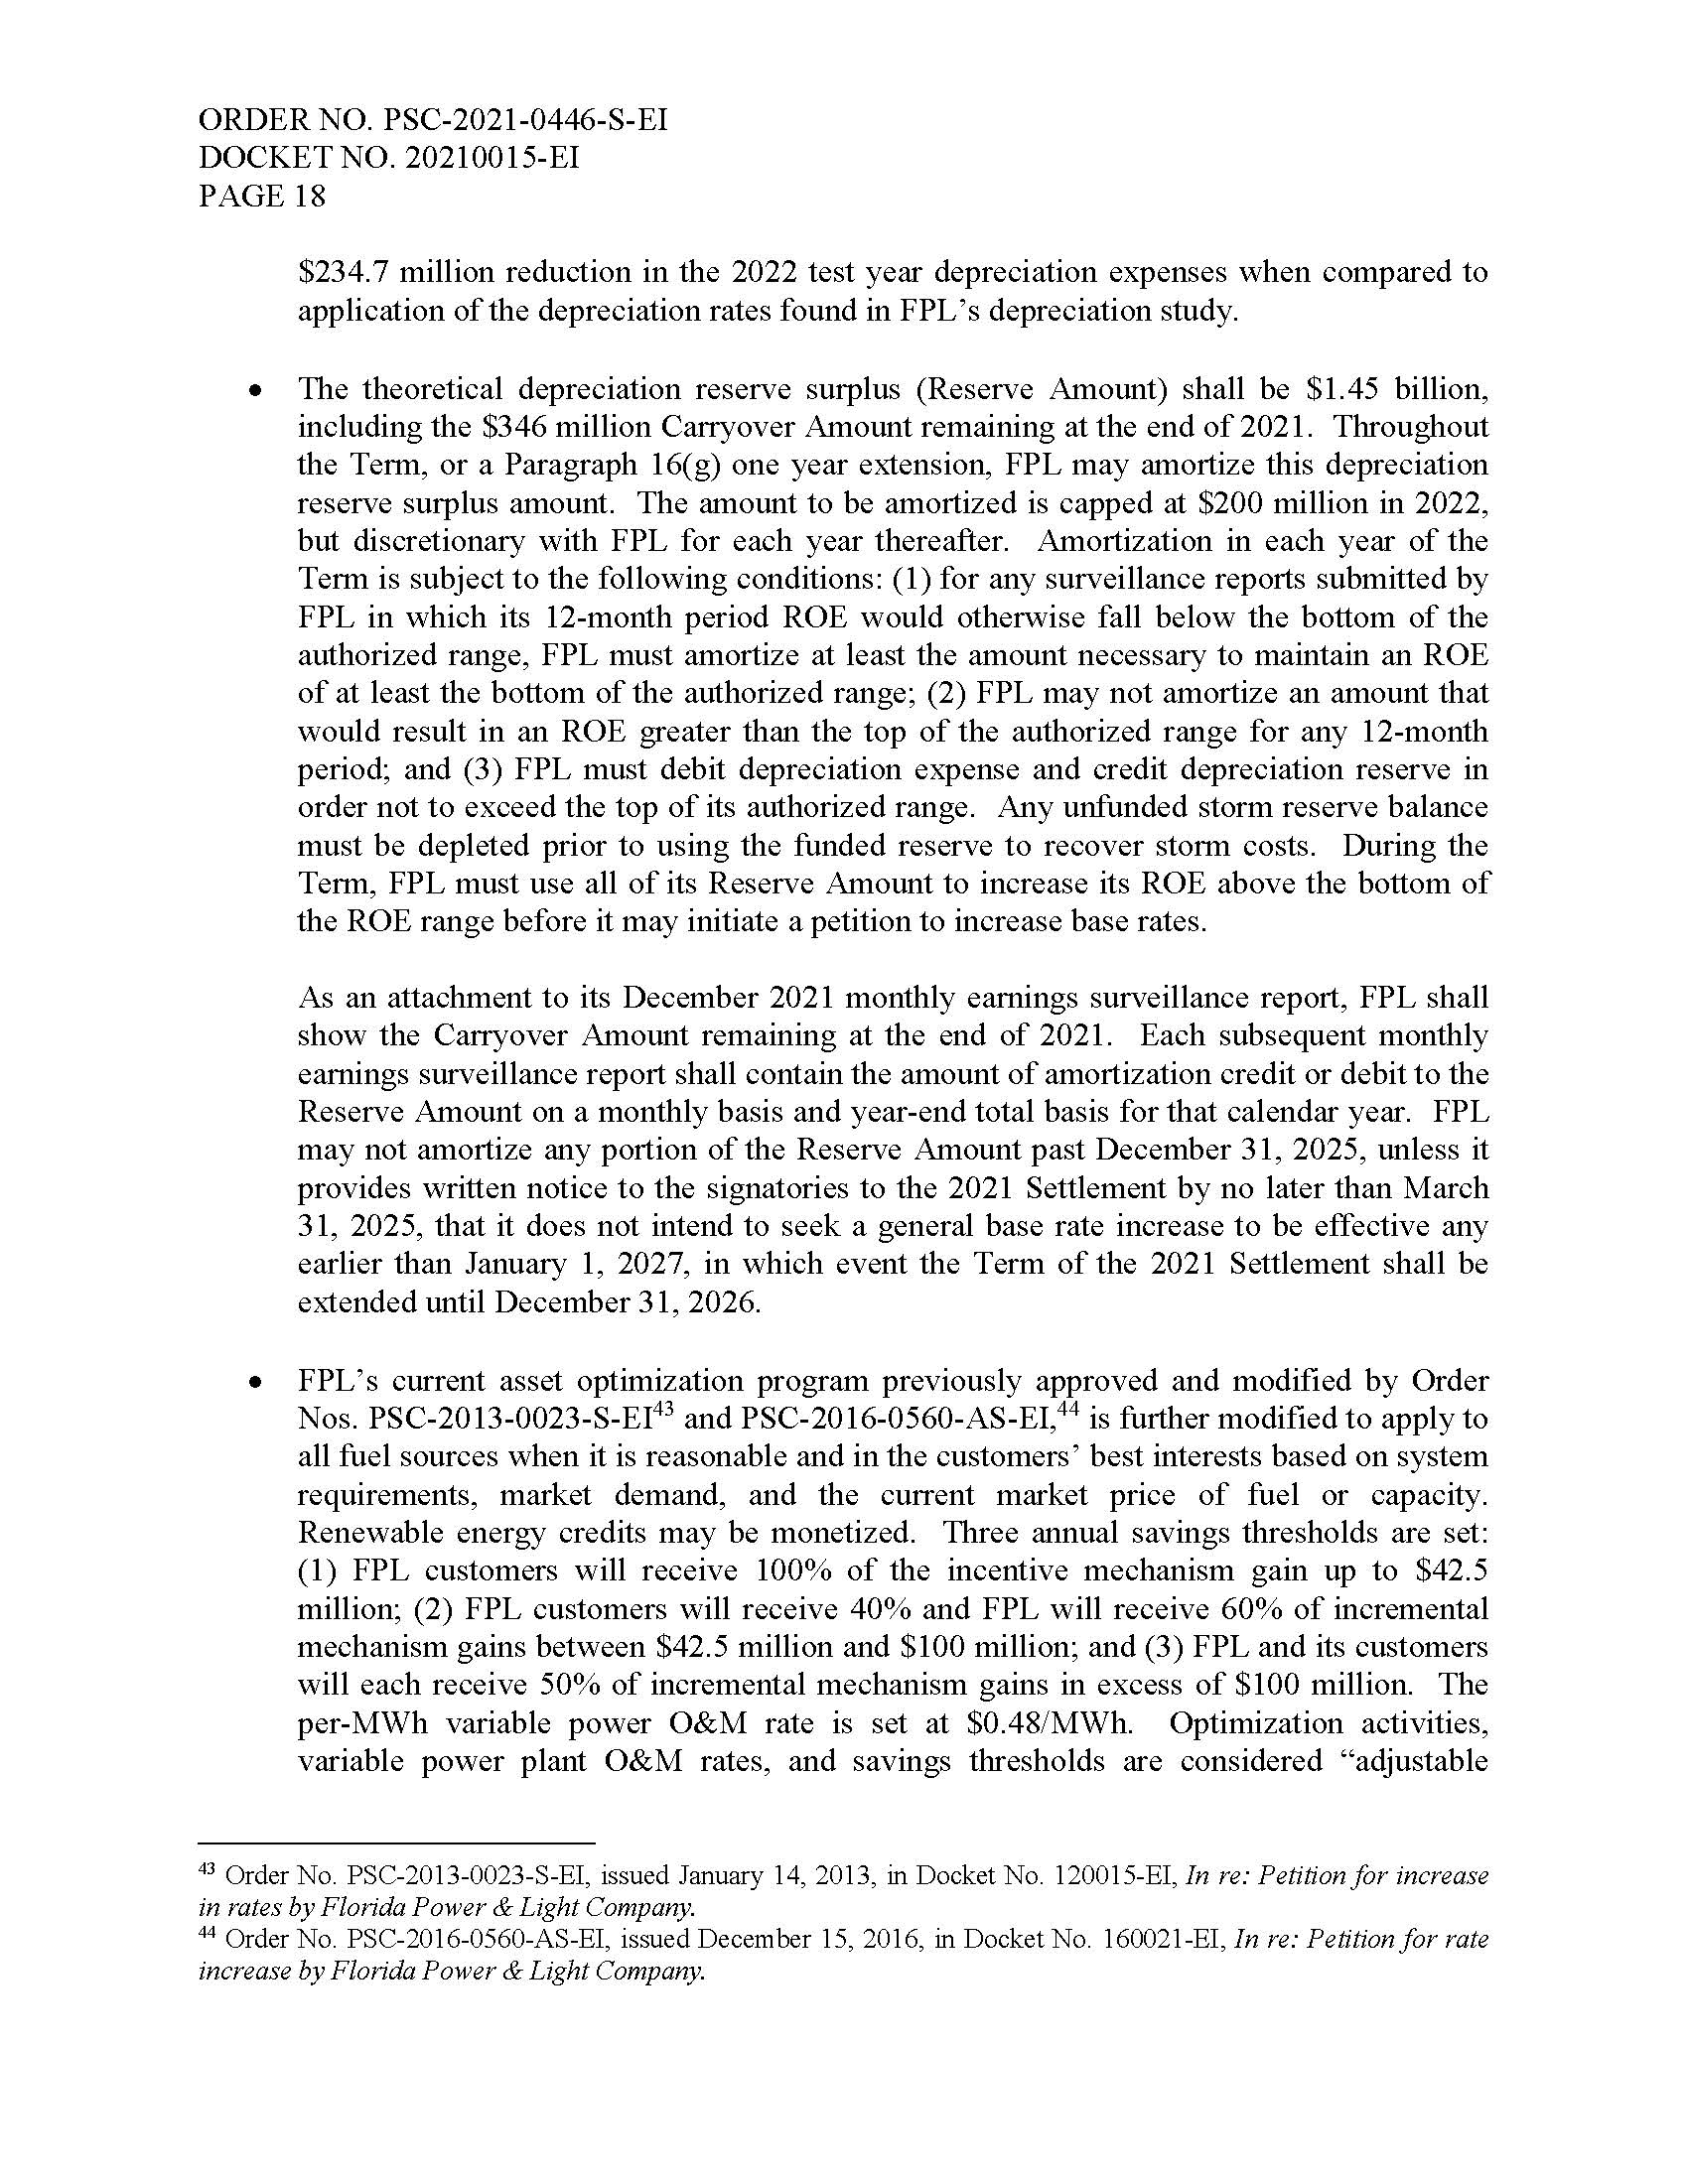 ORDER NO. PSC-2021-0446-S-EI
DOCKET NO. 20210015-EI
PAGE 18
$234.7 million reduction in the 2022 test year depreciation expenses when compared to
application of the depreciation rates found in FPL’s depreciation study.
• The theoretical depreciation reserve surplus (Reserve Amount) shall be $1.45 billion,
including the $346 million Carryover Amount remaining at the end of 2021. Throughout
the Term, or a Paragraph 16(g) one year extension, FPL may amortize this depreciation
reserve surplus amount. The amount to be amortized is capped at $200 million in 2022,
but discretionary with FPL for each year thereafter. Amortization in each year of the
Term is subject to the following conditions: (1) for any surveillance reports submitted by
FPL in which its 12-month period ROE would otherwise fall below the bottom of the
authorized range, FPL must amortize at least the amount necessary to maintain an ROE
of at least the bottom of the authorized range; (2) FPL may not amortize an amount that
would result in an ROE greater than the top of the authorized range for any 12-month
period; and (3) FPL must debit depreciation expense and credit depreciation reserve in
order not to exceed the top of its authorized range. Any unfunded storm reserve balance
must be depleted prior to using the funded reserve to recover storm costs. During the
Term, FPL must use all of its Reserve Amount to increase its ROE above the bottom of
the ROE range before it may initiate a petition to increase base rates.
As an attachment to its December 2021 monthly earnings surveillance report, FPL shall
show the Carryover Amount remaining at the end of 2021. Each subsequent monthly
earnings surveillance report shall contain the amount of amortization credit or debit to the
Reserve Amount on a monthly basis and year-end total basis for that calendar year. FPL
may not amortize any portion of the Reserve Amount past December 31, 2025, unless it
provides written notice to the signatories to the 2021 Settlement by no later than March
31, 2025, that it does not intend to seek a general base rate increase to be effective any
earlier than January 1, 2027, in which event the Term of the 2021 Settlement shall be
extended until December 31, 2026.
• FPL’s current asset optimization program previously approved and modified by Order
Nos. PSC-2013-0023-S-EI43 and PSC-2016-0560-AS-EI,44 is further modified to apply to
all fuel sources when it is reasonable and in the customers’ best interests based on system
requirements, market demand, and the current market price of fuel or capacity.
Renewable energy credits may be monetized. Three annual savings thresholds are set:
(1) FPL customers will receive 100% of the incentive mechanism gain up to $42.5
million; (2) FPL customers will receive 40% and FPL will receive 60% of incremental
mechanism gains between $42.5 million and $100 million; and (3) FPL and its customers
will each receive 50% of incremental mechanism gains in excess of $100 million. The
per-MWh variable power O&M rate is set at $0.48/MWh. Optimization activities,
variable power plant O&M rates, and savings thresholds are considered “adjustable
43 Order No. PSC-2013-0023-S-EI, issued January 14, 2013, in Docket No. 120015-EI, In re: Petition for increase
in rates by Florida Power & Light Company.
44 Order No. PSC-2016-0560-AS-EI, issued December 15, 2016, in Docket No. 160021-EI, In re: Petition for rate
increase by Florida Power & Light Company.